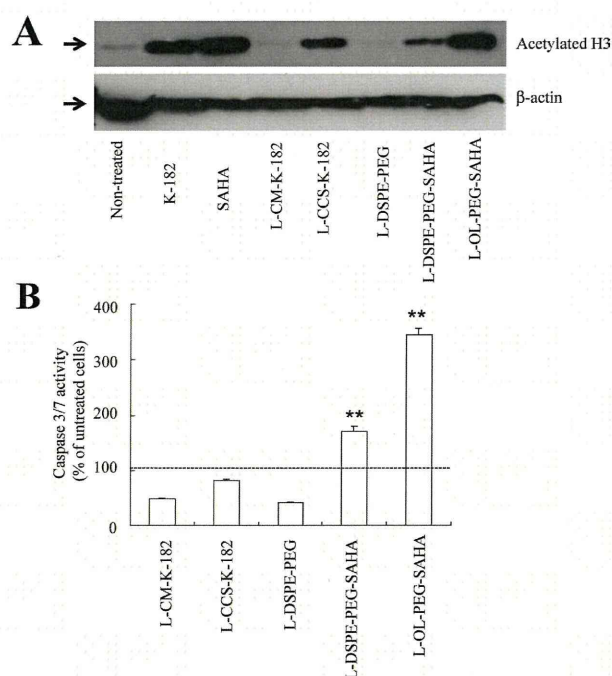 A
Acetylated H3
β-actin
Non-treated
K-182
SAHA
L-CM-K-182
L-CCS-K-182
L-DSPE-PEG
L-DSPE-PEG-SAHA
L-OL-PEG-SAHA
B
Caspase 3/7 activity
(% of untreated cells)
400
300
200
100
0
**
**
L-CM-K-182
L-CCS-K-182
L-DSPE-PEG
L-DSPE-PEG-SAHA
L-OL-PEG-SAHA